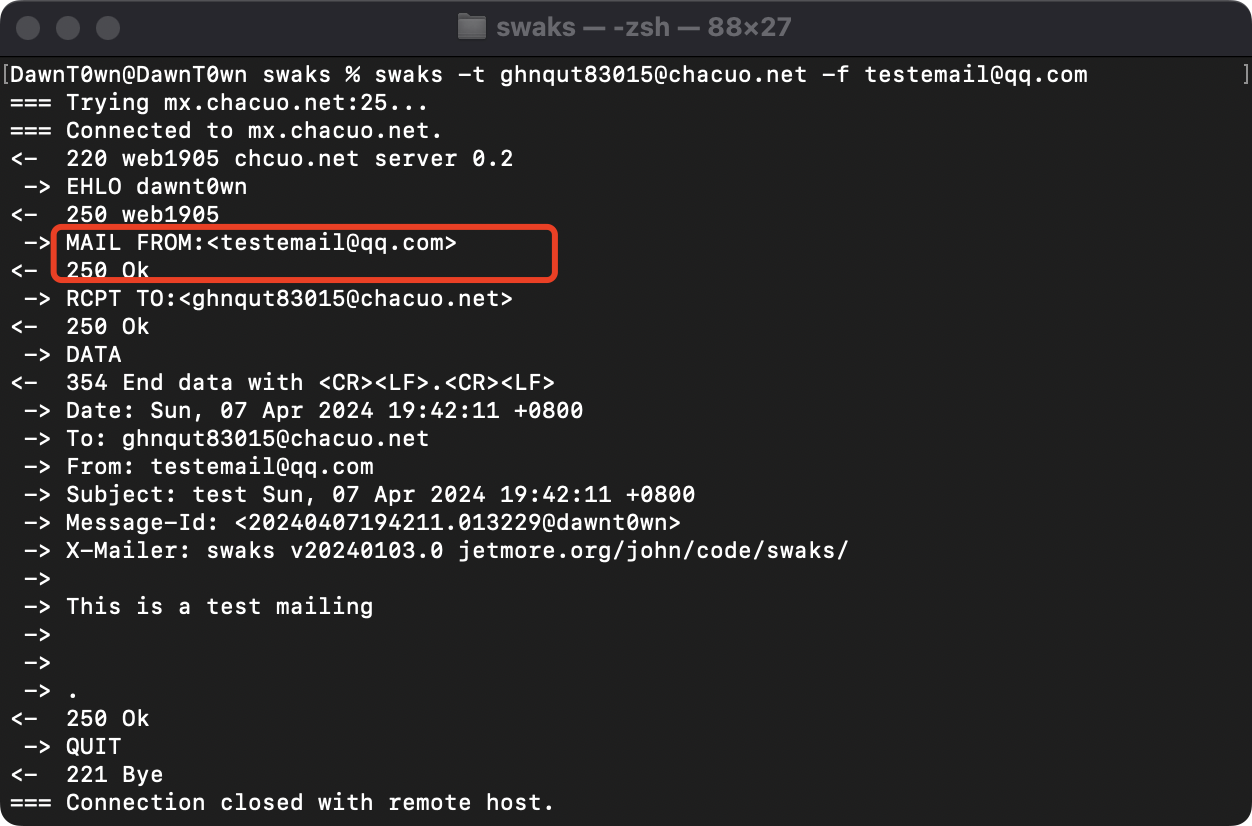 swaks — -zsh — 88×27
[DawnT0wn@DawnT0wn swaks % swaks -t ghnqut83015@chacuo.net -f testemail@qq.com ]
=== Trying mx.chacuo.net:25...
=== Connected to mx.chacuo.net.
<-  220 web1905 chcuo.net server 0.2
 -> EHLO dawnt0wn
<-  250 web1905
 -> MAIL FROM:<testemail@qq.com>
<-  250 Ok
 -> RCPT TO:<ghnqut83015@chacuo.net>
<-  250 Ok
 -> DATA
<-  354 End data with <CR><LF>.<CR><LF>
 -> Date: Sun, 07 Apr 2024 19:42:11 +0800
 -> To: ghnqut83015@chacuo.net
 -> From: testemail@qq.com
 -> Subject: test Sun, 07 Apr 2024 19:42:11 +0800
 -> Message-Id: <20240407194211.013229@dawnt0wn>
 -> X-Mailer: swaks v20240103.0 jetmore.org/john/code/swaks/
 ->
 -> This is a test mailing
 ->
 ->
 -> .
<-  250 Ok
 -> QUIT
<-  221 Bye
=== Connection closed with remote host.